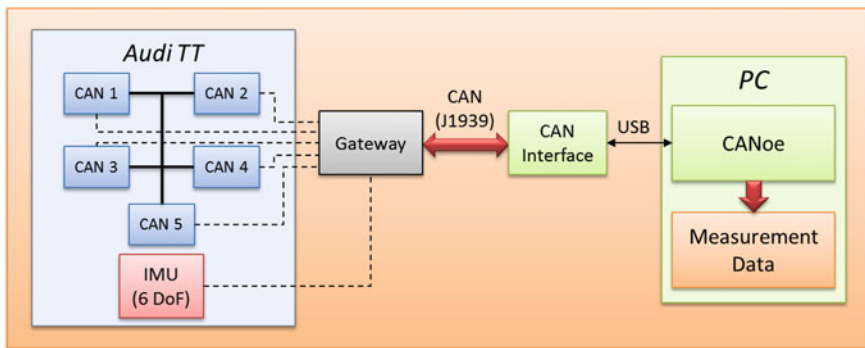 Audi TT
CAN 1
CAN 2
CAN 3
CAN 4
CAN 5
IMU
(6 DoF)
Gateway
CAN
(J1939)
CAN
Interface
USB
PC
CANoe
Measurement
Data